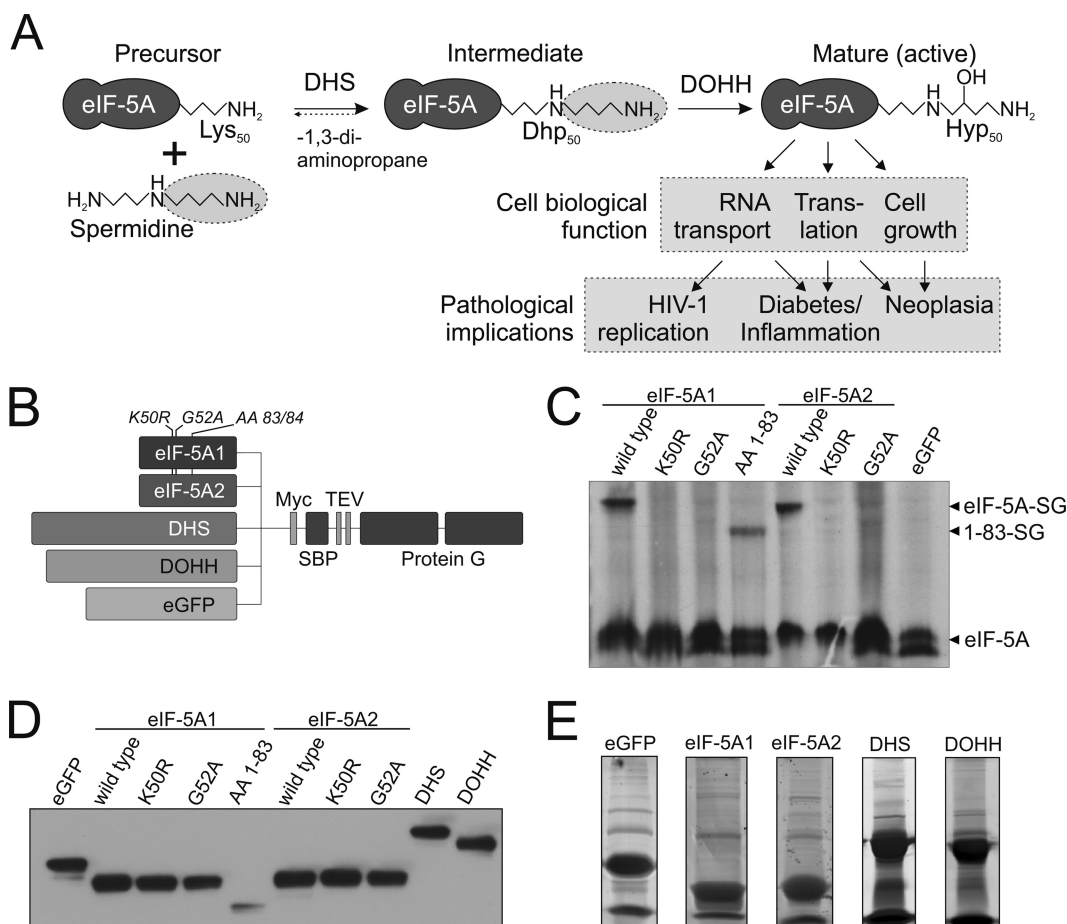 A
Precursor
Intermediate
Mature (active)
eIF-5A
NH2
Lys50
DHS
-1,3-di-
aminopropane
eIF-5A
H
N
NH2
Dhp50
DOHH
eIF-5A
H
N
OH
NH2
Hyp50
+
H2N
H
N
NH2
Spermidine
Cell biological
function
RNA
transport
Trans-
lation
Cell
growth
Pathological
implications
HIV-1
replication
Diabetes/
Inflammation
Neoplasia
B
K50R G52A AA 83/84
eIF-5A1
eIF-5A2
DHS
DOHH
eGFP
Myc
SBP
TEV
Protein G
C
eIF-5A1 eIF-5A2
wild type
K50R
G52A
AA 1-83
wild type
K50R
G52A
eGFP
eIF-5A-SG
1-83-SG
eIF-5A
D
eIF-5A1 eIF-5A2
eGFP
wild type
K50R
G52A
AA 1-83
wild type
K50R
G52A
DHS
DOHH
E
eGFP eIF-5A1 eIF-5A2 DHS DOHH